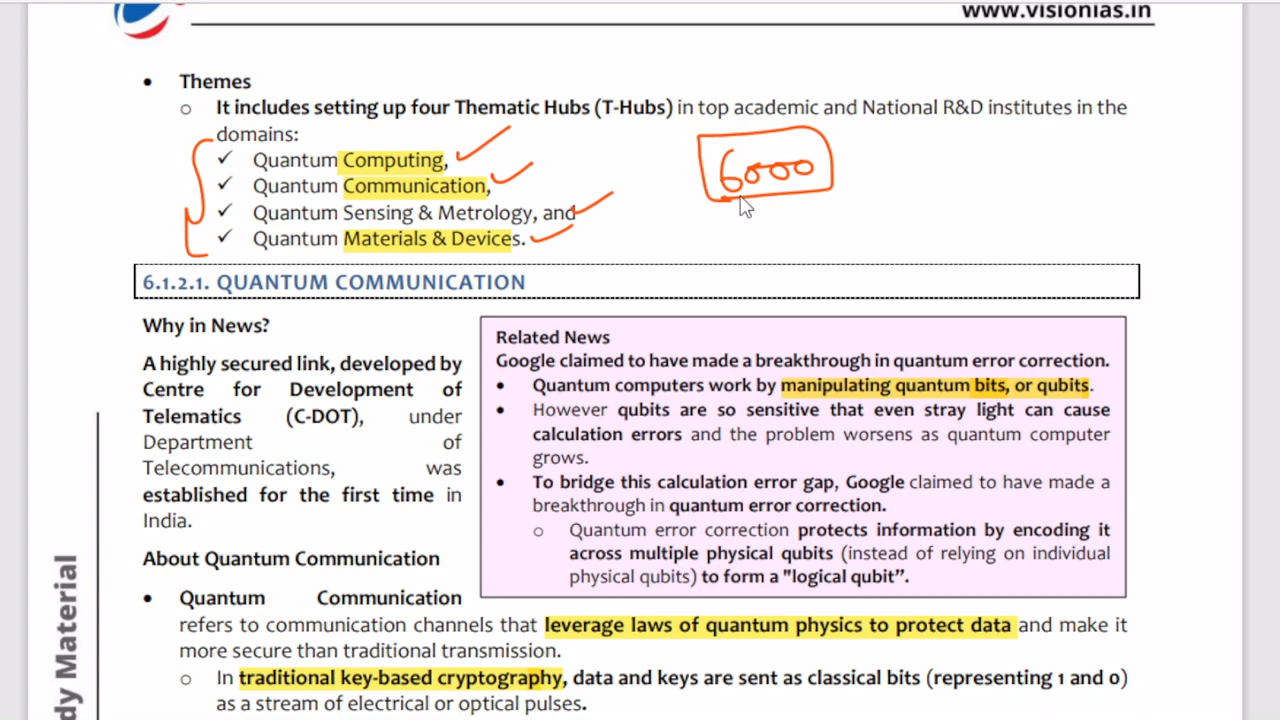 www.visionias.in
• Themes
o It includes setting up four Thematic Hubs (T-Hubs) in top academic and National R&D institutes in the
domains:
✓ Quantum Computing,
✓ Quantum Communication,
✓ Quantum Sensing & Metrology, and
✓ Quantum Materials & Devices.
6000
6.1.2.1. QUANTUM COMMUNICATION
Why in News?
A highly secured link, developed by
Centre for Development of
Telematics (C-DOT), under
Department of
Telecommunications, was
established for the first time in
India.
Related News
Google claimed to have made a breakthrough in quantum error correction.
• Quantum computers work by manipulating quantum bits, or qubits.
• However qubits are so sensitive that even stray light can cause
calculation errors and the problem worsens as quantum computer
grows.
• To bridge this calculation error gap, Google claimed to have made a
breakthrough in quantum error correction.
o Quantum error correction protects information by encoding it
across multiple physical qubits (instead of relying on individual
physical qubits) to form a "logical qubit”.
About Quantum Communication
• Quantum Communication
refers to communication channels that leverage laws of quantum physics to protect data and make it
more secure than traditional transmission.
o In traditional key-based cryptography, data and keys are sent as classical bits (representing 1 and 0)
as a stream of electrical or optical pulses.
dy Material